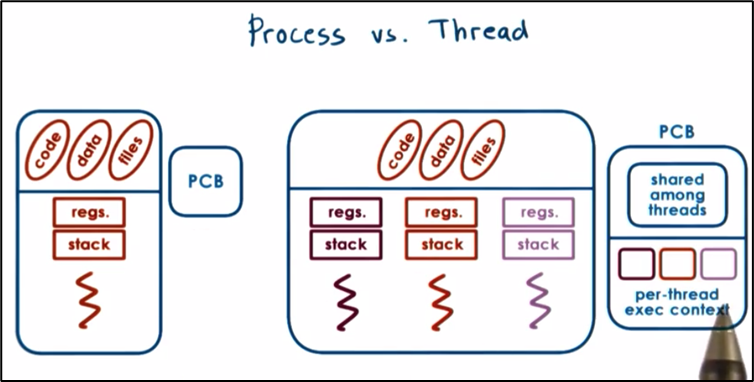 Process vs. Thread
code
data
files
regs.
stack
PCB
code
data
files
regs.
regs.
regs.
stack
stack
stack
PCB
shared
among
threads
per-thread
exec context